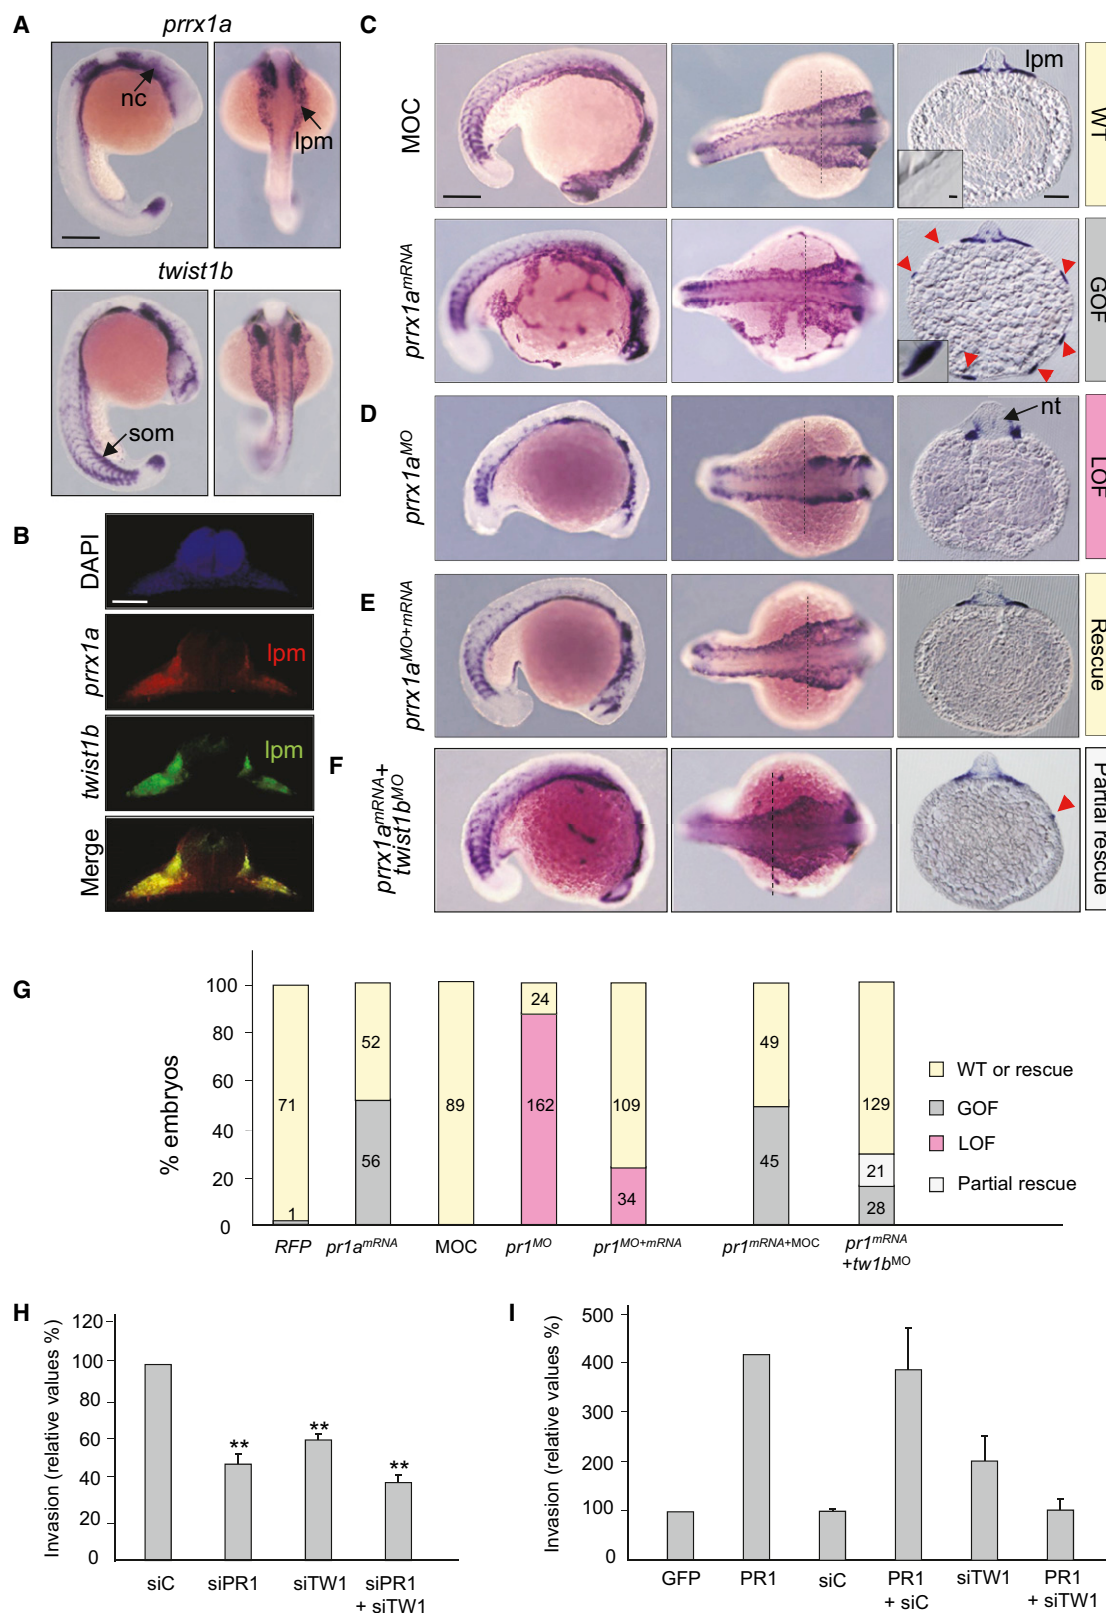 A
prrx1a
nc
lpm
twist1b
som
B
DAPI
prrx1a
lpm
twist1b
lpm
Merge
C
MOC
lpm
WT
prrx1a^mRNA
GOF
D
prrx1a^MO
nt
LOF
E
prrx1a^MO+mRNA
Rescue
F
prrx1a^mRNA+
twist1b^MO
Partial rescue
G
% embryos
100
80
60
40
20
0
71
1
52
56
89
24
162
109
34
49
45
129
21
28
RFP
pr1a^mRNA
MOC
pr1^MO
pr1^MO+mRNA
pr1^mRNA+MOC
pr1^mRNA
+tw1b^MO
WT or rescue
GOF
LOF
Partial rescue
H
Invasion (relative values %)
120
100
80
60
40
20
0
**
**
**
siC
siPR1
siTW1
siPR1
+ siTW1
I
Invasion (relative values %)
500
400
300
200
100
0
GFP
PR1
siC
PR1
+ siC
siTW1
PR1
+ siTW1